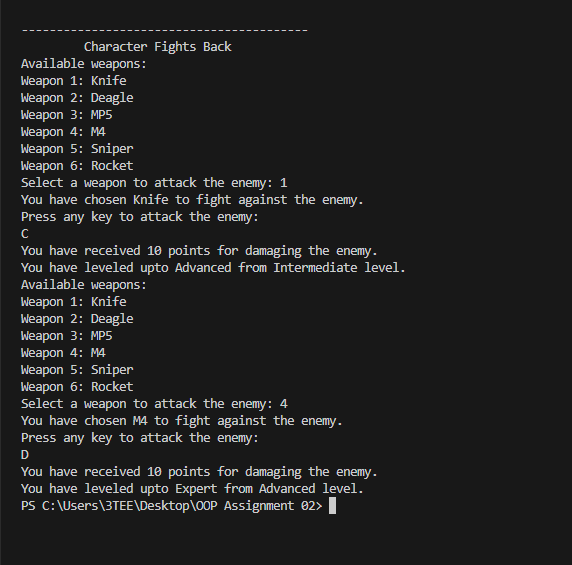 -----------------------------------------
Character Fights Back
Available weapons:
Weapon 1: Knife
Weapon 2: Deagle
Weapon 3: MP5
Weapon 4: M4
Weapon 5: Sniper
Weapon 6: Rocket
Select a weapon to attack the enemy: 1
You have chosen Knife to fight against the enemy.
Press any key to attack the enemy:
C
You have received 10 points for damaging the enemy.
You have leveled upto Advanced from Intermediate level.
Available weapons:
Weapon 1: Knife
Weapon 2: Deagle
Weapon 3: MP5
Weapon 4: M4
Weapon 5: Sniper
Weapon 6: Rocket
Select a weapon to attack the enemy: 4
You have chosen M4 to fight against the enemy.
Press any key to attack the enemy:
D
You have received 10 points for damaging the enemy.
You have leveled upto Expert from Advanced level.
PS C:\Users\3TEE\Desktop\OOP Assignment 02>